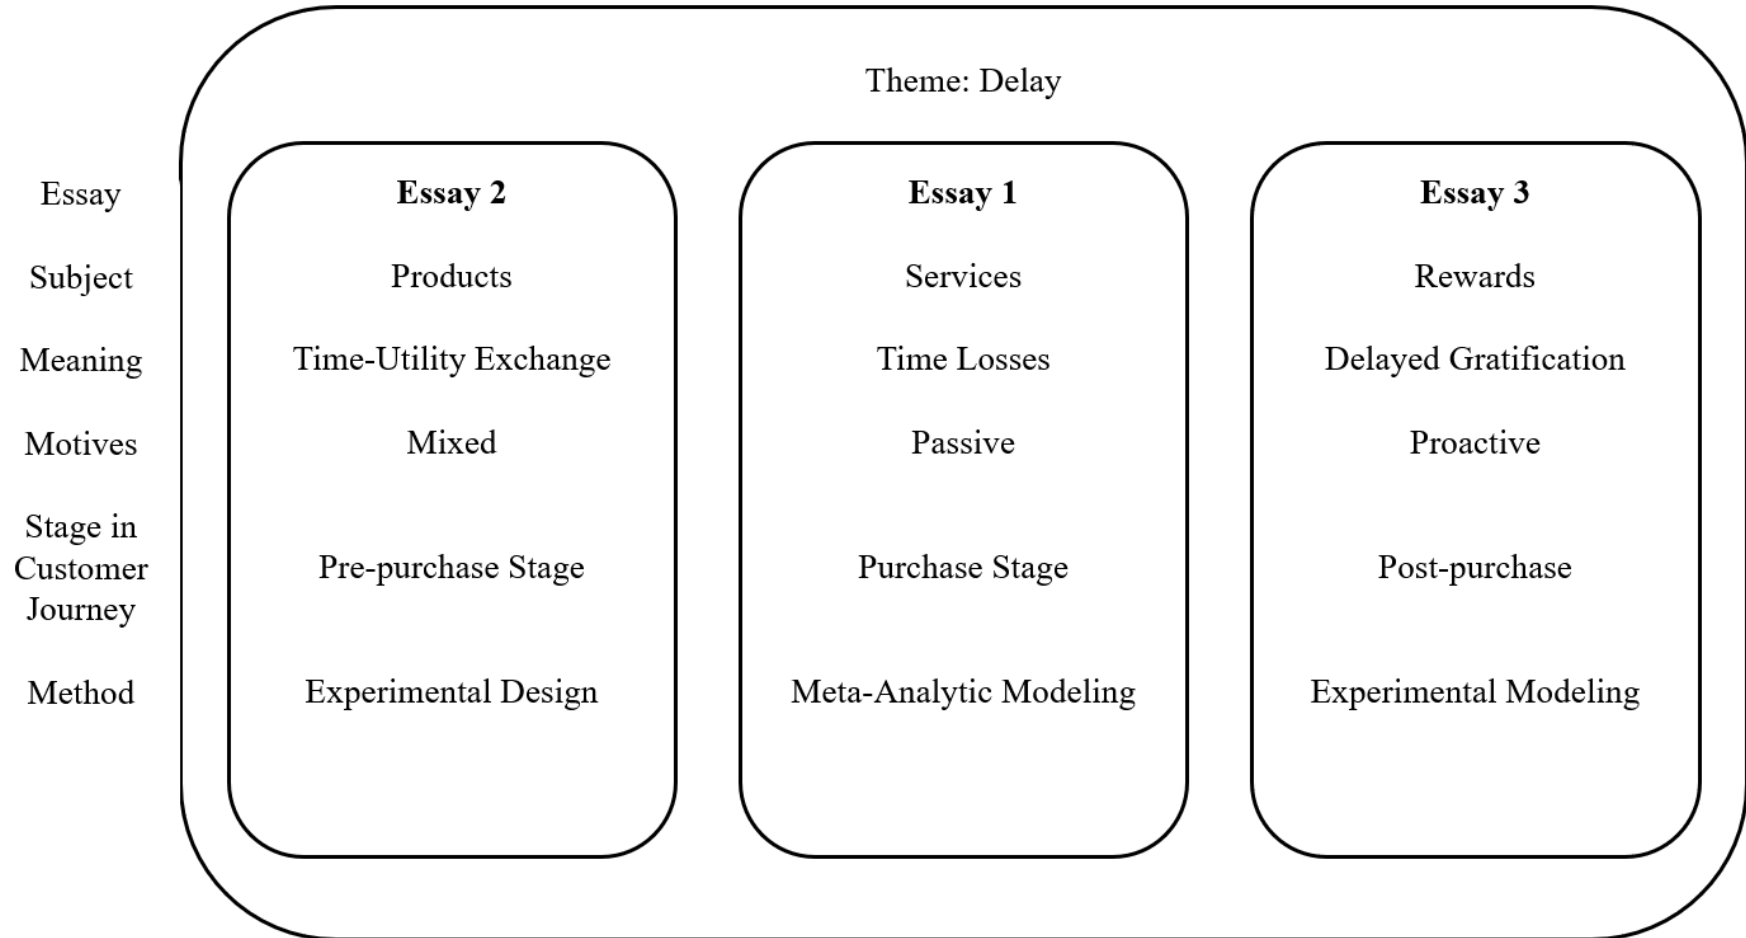 Theme: Delay
Essay Essay 2 Essay 1 Essay 3
Subject Products Services Rewards
Meaning Time-Utility Exchange Time Losses Delayed Gratification
Motives Mixed Passive Proactive
Stage in
Customer Pre-purchase Stage Purchase Stage Post-purchase
Journey
Method Experimental Design Meta-Analytic Modeling Experimental Modeling